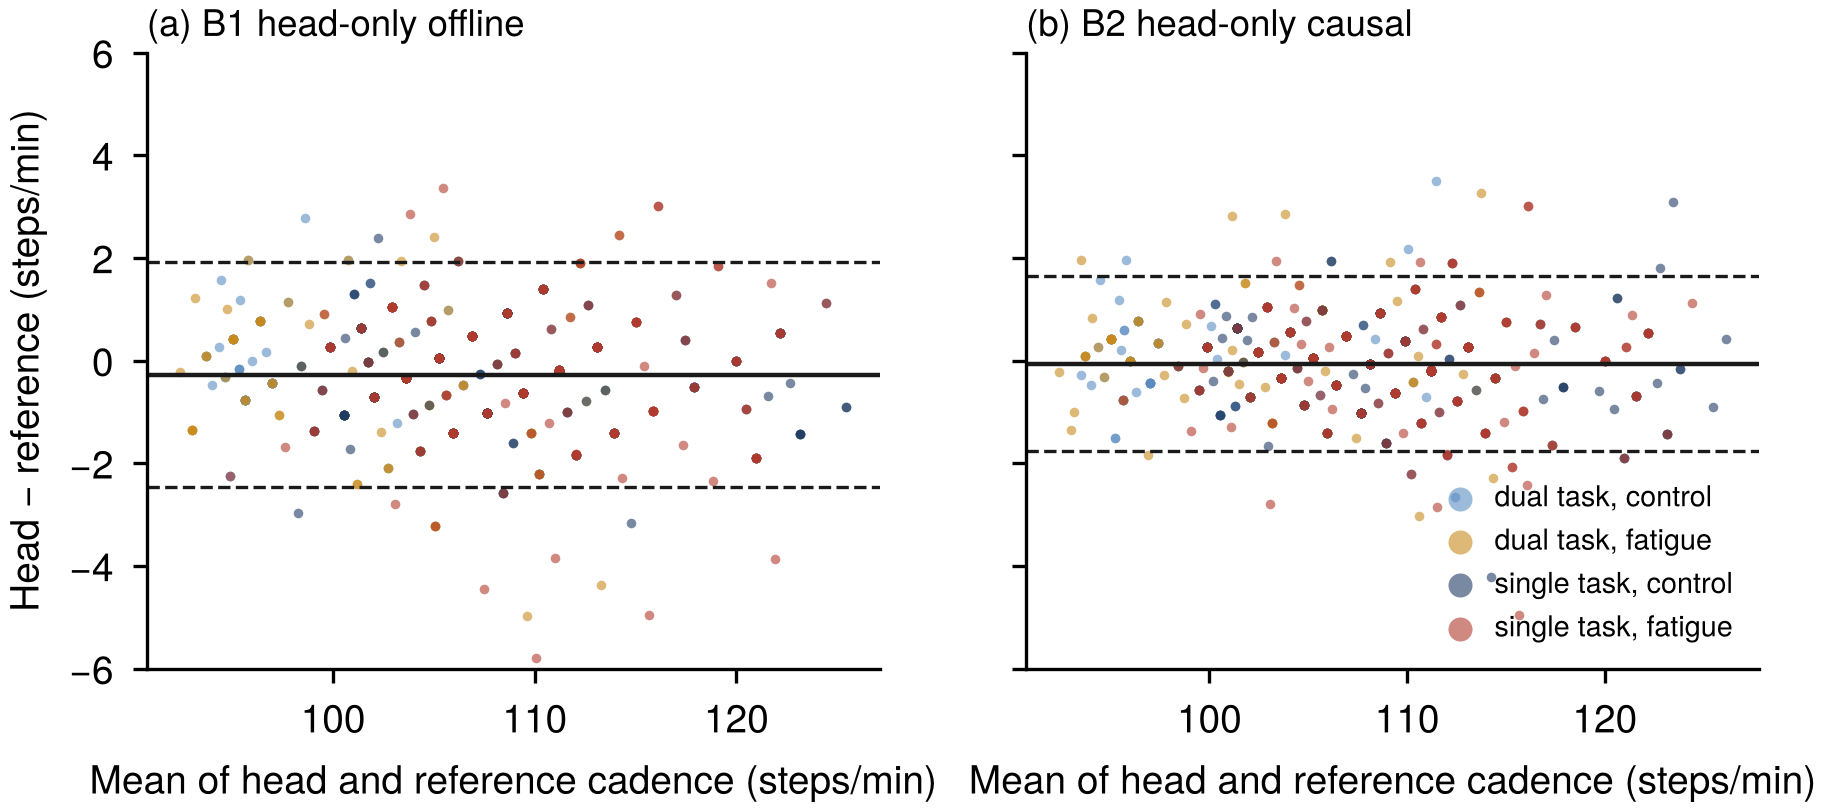 (a) B1 head-only offline
(b) B2 head-only causal
Head − reference (steps/min)
6
4
2
0
−2
−4
−6
100 110 120
100 110 120
Mean of head and reference cadence (steps/min)
Mean of head and reference cadence (steps/min)
dual task, control
dual task, fatigue
single task, control
single task, fatigue